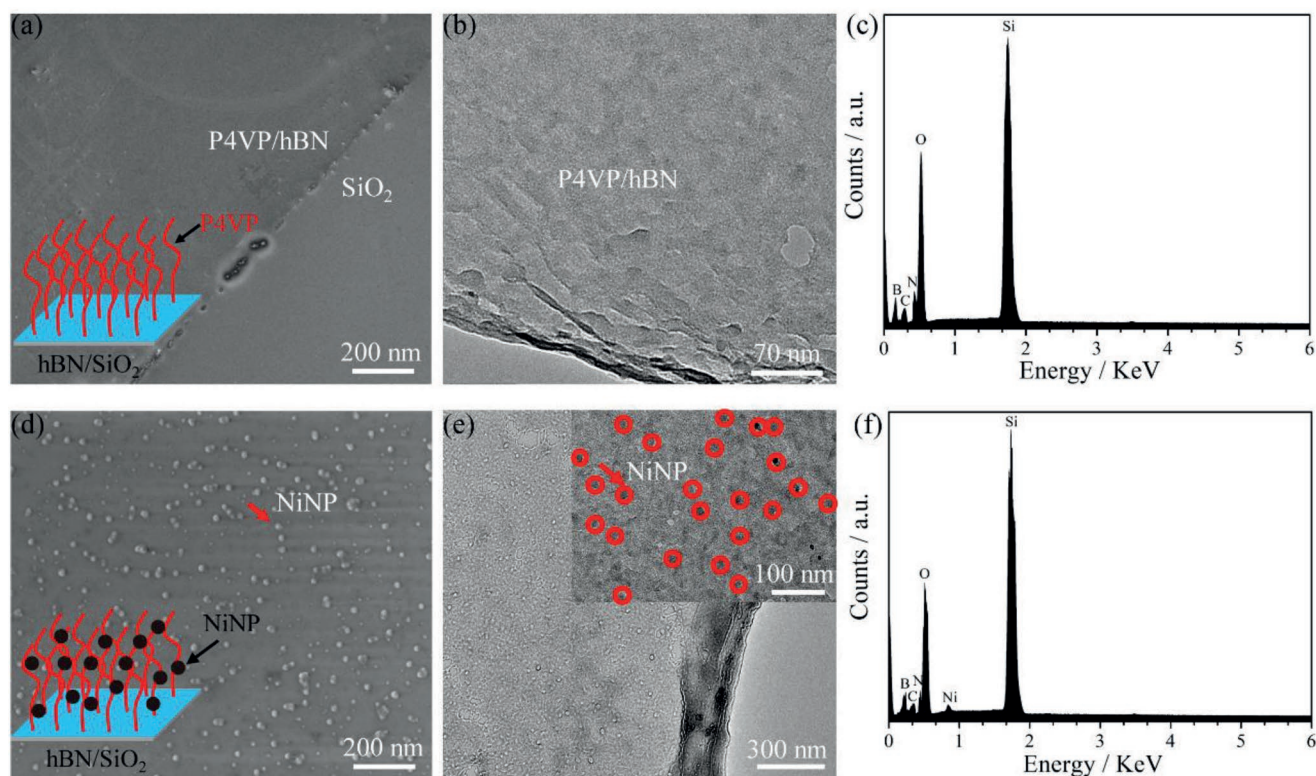 (a)
P4VP/hBN
SiO₂
P4VP
hBN/SiO₂
200 nm
(b)
P4VP/hBN
70 nm
(c)
Counts / a.u.
Si
O
B
C
N
0 1 2 3 4 5 6
Energy / KeV
(d)
NiNP
NiNP
hBN/SiO₂
200 nm
(e)
NiNP
100 nm
300 nm
(f)
Counts / a.u.
Si
O
B
C
N
Ni
0 1 2 3 4 5 6
Energy / KeV